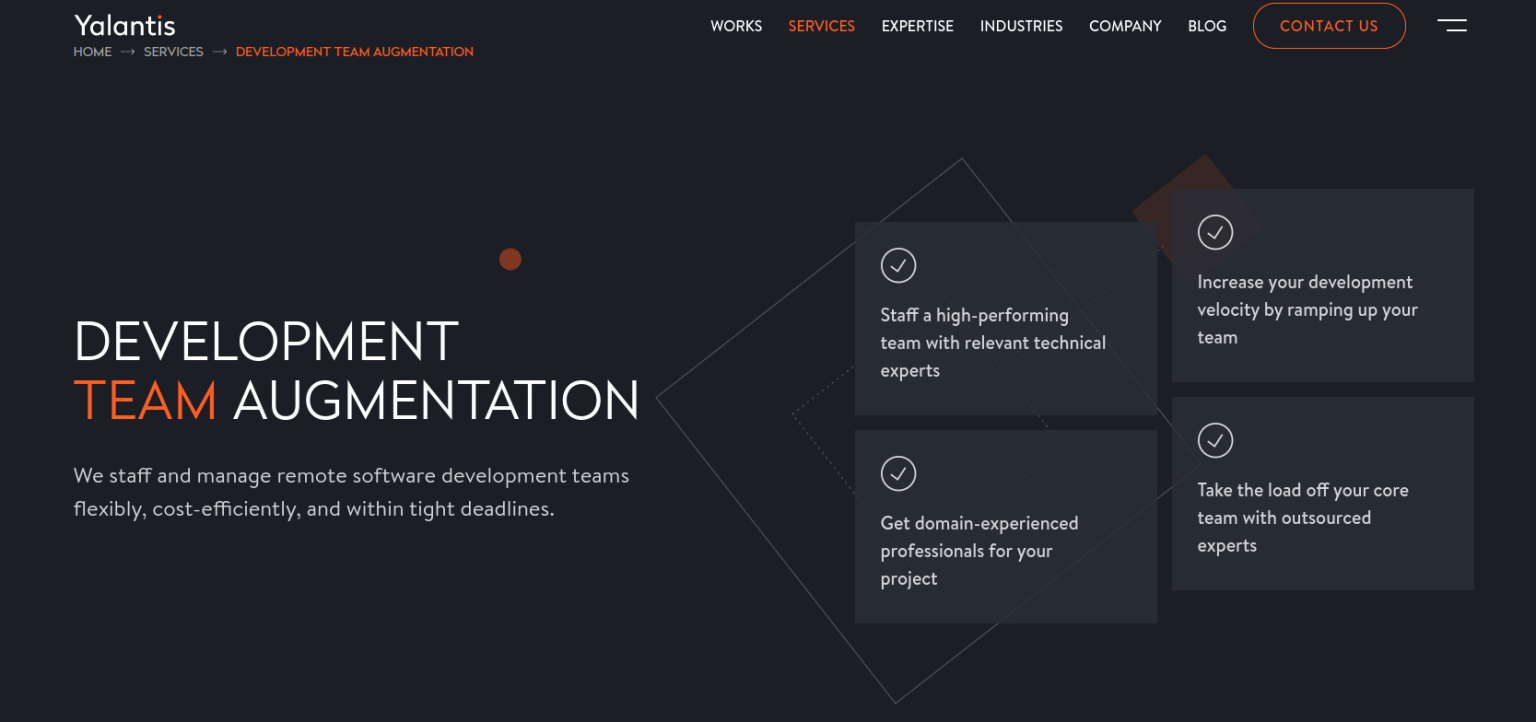 Yalantis
WORKS SERVICES EXPERTISE INDUSTRIES COMPANY BLOG CONTACT US
HOME → SERVICES → DEVELOPMENT TEAM AUGMENTATION
DEVELOPMENT
TEAM AUGMENTATION
We staff and manage remote software development teams
flexibly, cost-efficiently, and within tight deadlines.
Staff a high-performing
team with relevant technical
experts
Increase your development
velocity by ramping up your
team
Get domain-experienced
professionals for your
project
Take the load off your core
team with outsourced
experts